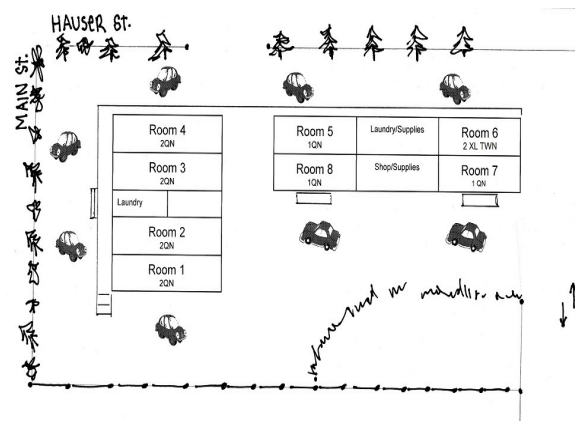 HAUSER St.
MAIN St.
Room 4
2QN
Room 3
2QN
Laundry
Room 2
2QN
Room 1
2QN
Room 5
1QN
Laundry/Supplies
Room 6
2 XL TWN
Room 8
1QN
Shop/Supplies
Room 7
1 QN